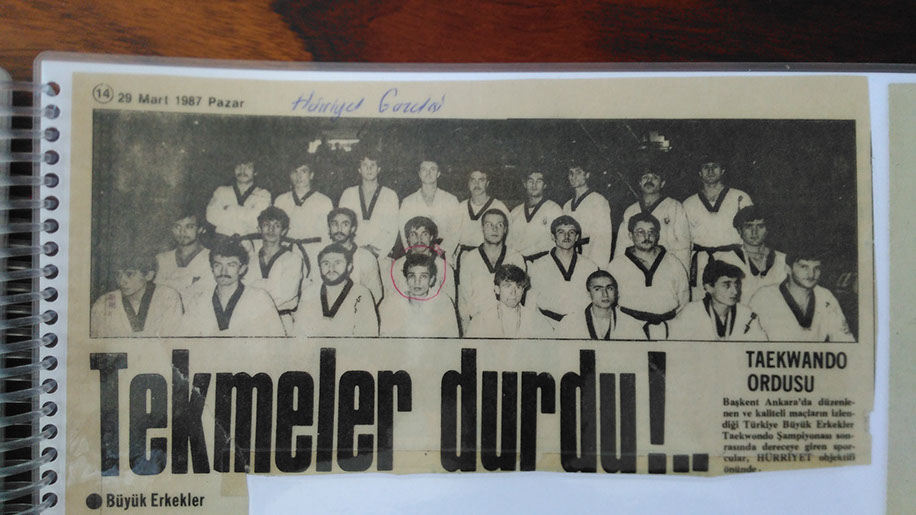 14 29 Mart 1987 Pazar Hürriyet Gazetesi
Tekmeler durdu!..
TAEKWANDO
ORDUSU
Başkent Ankara'da düzenle-
nen ve kaliteli maçların izlen-
diği Türkiye Büyük Erkekler
Taekwondo Şampiyonası son-
rasında dereceye giren spor-
cular, HÜRRİYET objektifi
önünde.
● Büyük Erkekler